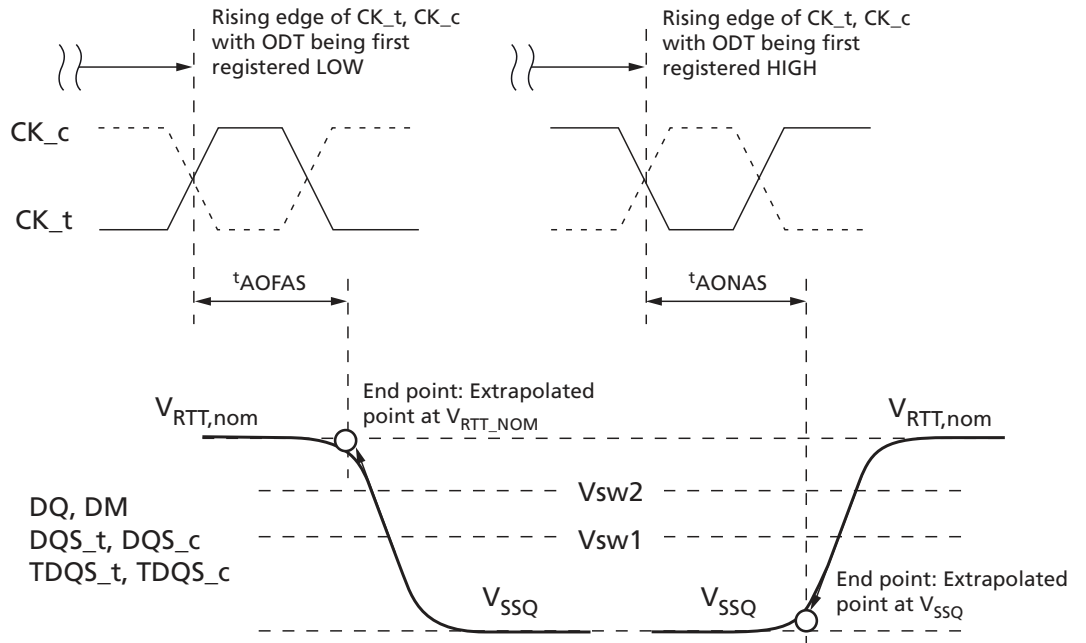 Rising edge of CK_t, CK_c
with ODT being first
registered LOW
Rising edge of CK_t, CK_c
with ODT being first
registered HIGH
CK_c
CK_t
tAOFAS
tAONAS
End point: Extrapolated
point at VRTT_NOM
VRTT,nom
VRTT,nom
Vsw2
DQ, DM
DQS_t, DQS_c
TDQS_t, TDQS_c
Vsw1
VSSQ
VSSQ
End point: Extrapolated
point at VSSQ